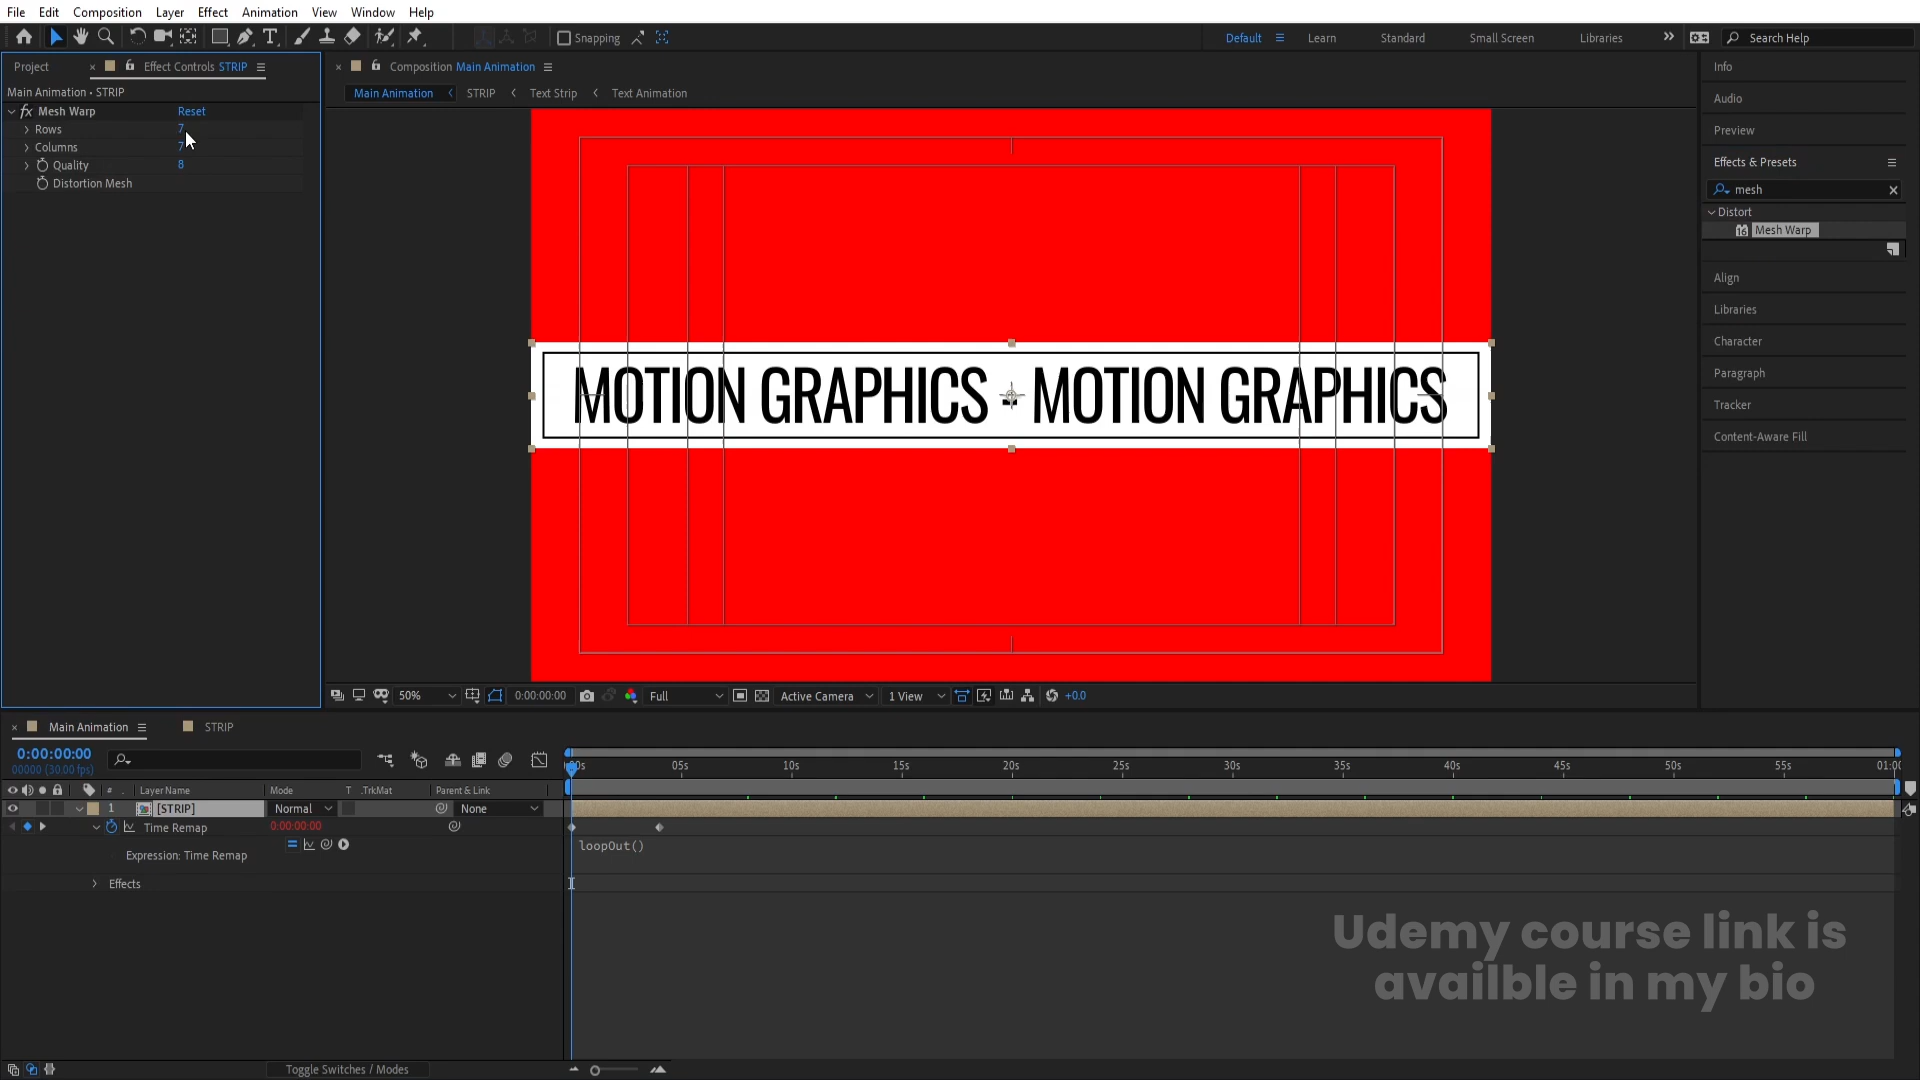 File Edit Composition Layer Effect Animation View Window Help
Snapping Default Learn Standard Small Screen Libraries Search Help
Project Effect Controls STRIP
Main Animation • STRIP
fx Mesh Warp Reset
Rows 7
Columns 7
Quality 8
Distortion Mesh
Composition Main Animation
Main Animation STRIP Text Strip Text Animation
MOTION GRAPHICS - MOTION GRAPHICS
50% 0:00:00:00 Full Active Camera 1 View +0.0
Info
Audio
Preview
Effects & Presets
mesh
Distort
16 Mesh Warp
Align
Libraries
Character
Paragraph
Tracker
Content-Aware Fill
Main Animation STRIP
0:00:00:00
00000 (30.00 fps)
05s 10s 15s 20s 25s 30s 35s 40s 45s 50s 55s
# Layer Name Mode T .TrkMat Parent & Link
1 [STRIP] Normal None
Time Remap 0:00:00:00
Expression: Time Remap loopOut()
Effects
Udemy course link is
availble in my bio
Toggle Switches / Modes